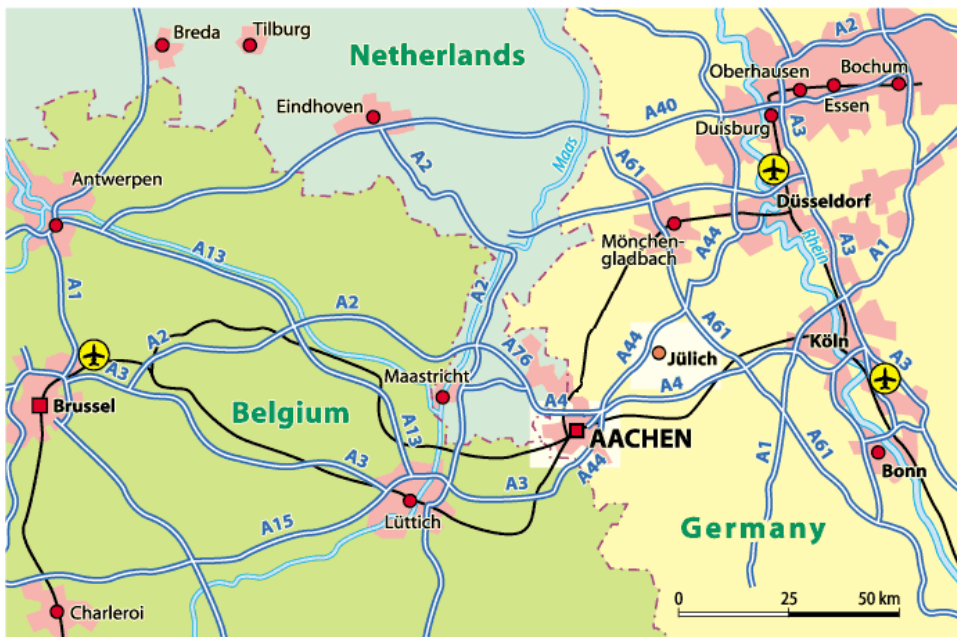 Breda
Tilburg
Netherlands
A2
Oberhausen
Bochum
Eindhoven
A40
Essen
Duisburg
A3
A2
Maas
A61
Antwerpen
Düsseldorf
A13
Mönchen-
gladbach
A44
Rhein
A3
A1
A1
A2
A2
A2
A3
A76
A44
Jülich
A61
Köln
A3
Maastricht
A4
Brussel
Belgium
A4
A13
AACHEN
A3
A3
A44
A1
A61
Bonn
A15
Lüttich
Germany
Charleroi
0
25
50 km